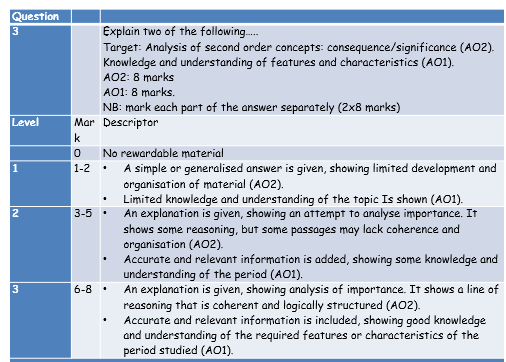 Question
3
Explain two of the following.....
Target: Analysis of second order concepts: consequence/significance (AO2).
Knowledge and understanding of features and characteristics (AO1).
AO2: 8 marks
AO1: 8 marks.
NB: mark each part of the answer separately (2x8 marks)
Level
Mar
k
Descriptor
0
No rewardable material
1
1-2
• A simple or generalised answer is given, showing limited development and
organisation of material (AO2).
• Limited knowledge and understanding of the topic Is shown (AO1).
2
3-5
• An explanation is given, showing an attempt to analyse importance. It
shows some reasoning, but some passages may lack coherence and
organisation (AO2).
• Accurate and relevant information is added, showing some knowledge and
understanding of the period (AO1).
3
6-8
• An explanation is given, showing analysis of importance. It shows a line of
reasoning that is coherent and logically structured (AO2).
• Accurate and relevant information is included, showing good knowledge
and understanding of the required features or characteristics of the
period studied (AO1).